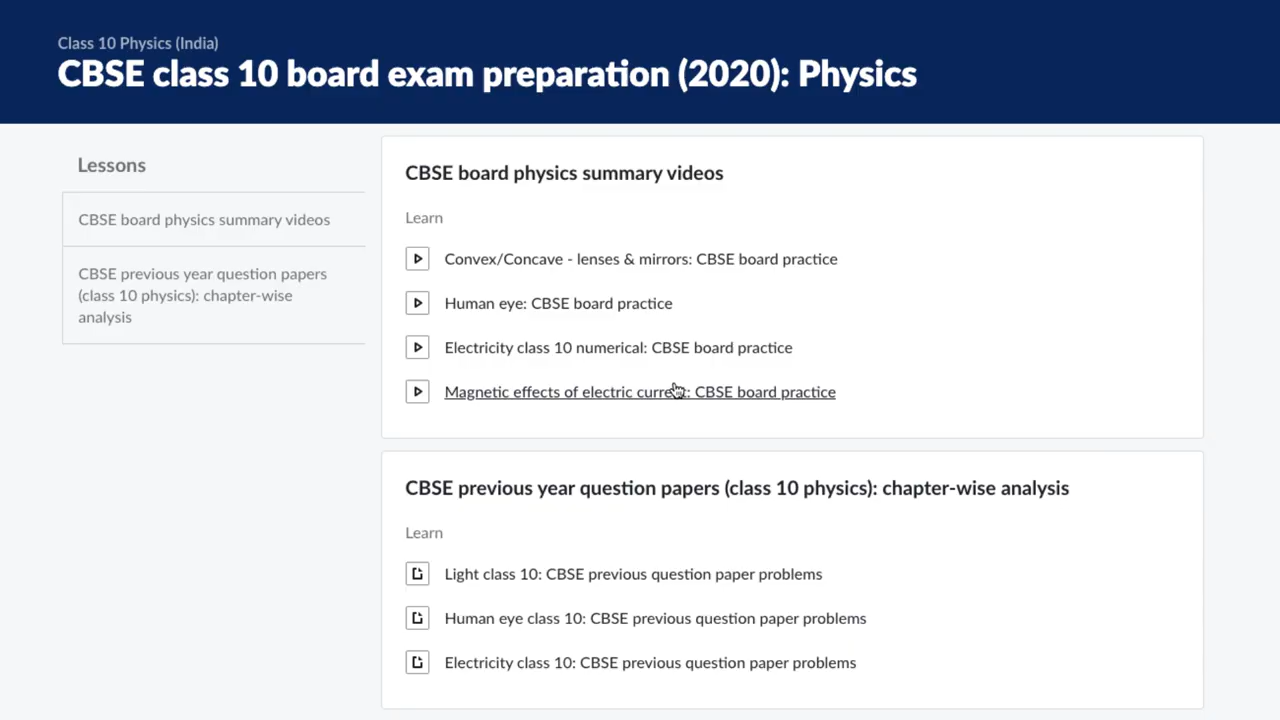 Class 10 Physics (India)
CBSE class 10 board exam preparation (2020): Physics
Lessons
CBSE board physics summary videos
CBSE previous year question papers
(class 10 physics): chapter-wise
analysis
CBSE board physics summary videos
Learn
Convex/Concave - lenses & mirrors: CBSE board practice
Human eye: CBSE board practice
Electricity class 10 numerical: CBSE board practice
Magnetic effects of electric current: CBSE board practice
CBSE previous year question papers (class 10 physics): chapter-wise analysis
Learn
Light class 10: CBSE previous question paper problems
Human eye class 10: CBSE previous question paper problems
Electricity class 10: CBSE previous question paper problems